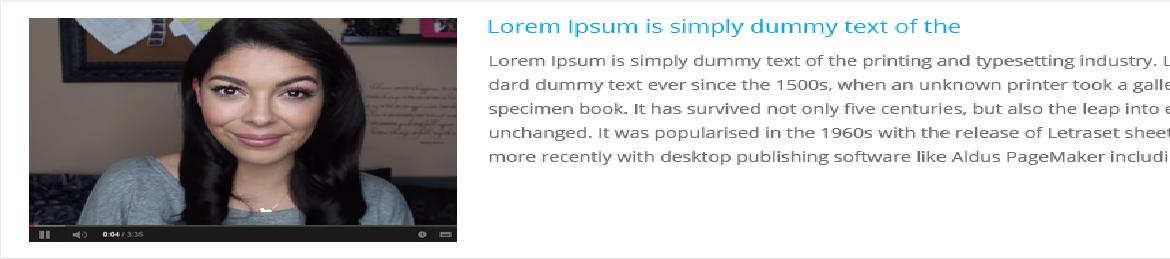 Lorem Ipsum is simply dummy text of the
Lorem Ipsum is simply dummy text of the printing and typesetting industry. L
dard dummy text ever since the 1500s, when an unknown printer took a galle
specimen book. It has survived not only five centuries, but also the leap into e
unchanged. It was popularised in the 1960s with the release of Letraset sheet
more recently with desktop publishing software like Aldus PageMaker includi
0:04 / 3:35